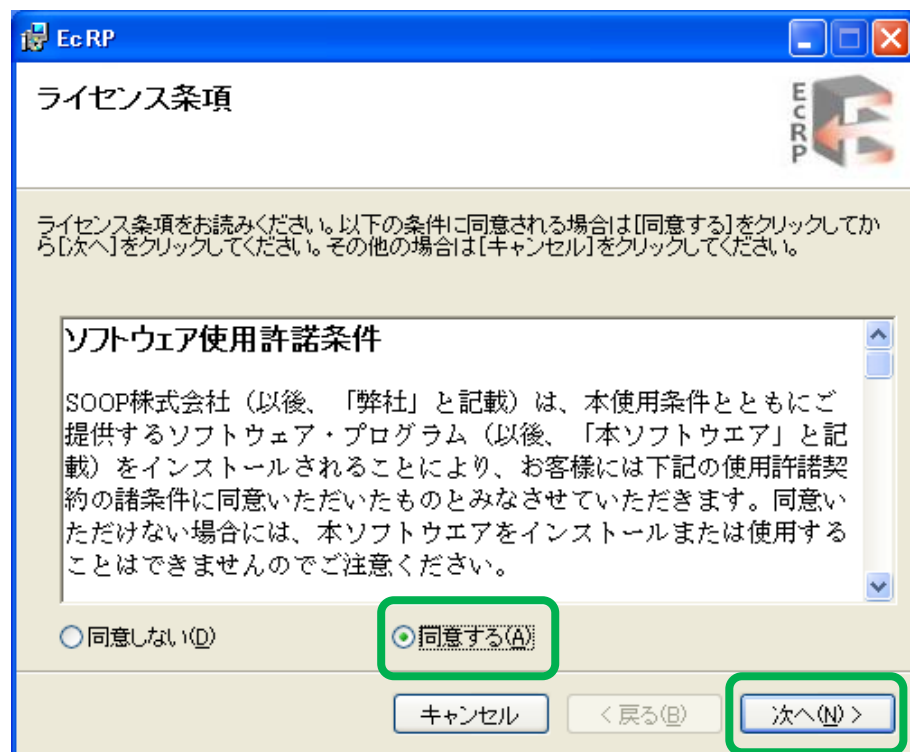 EcRP
ライセンス条項
E
c
R
P
ライセンス条項をお読みください。以下の条件に同意される場合は[同意する]をクリックしてか
ら[次へ]をクリックしてください。その他の場合は[キャンセル]をクリックしてください。
ソフトウェア使用許諾条件
SOOP株式会社（以後、「弊社」と記載）は、本使用条件とともにご
提供するソフトウェア・プログラム（以後、「本ソフトウエア」と記
載）をインストールされることにより、お客様には下記の使用許諾契
約の諸条件に同意いただいたものとみなさせていただきます。同意い
ただけない場合には、本ソフトウエアをインストールまたは使用する
ことはできませんのでご注意ください。
同意しない(D) 同意する(A)
キャンセル < 戻る(B) 次へ(N) >